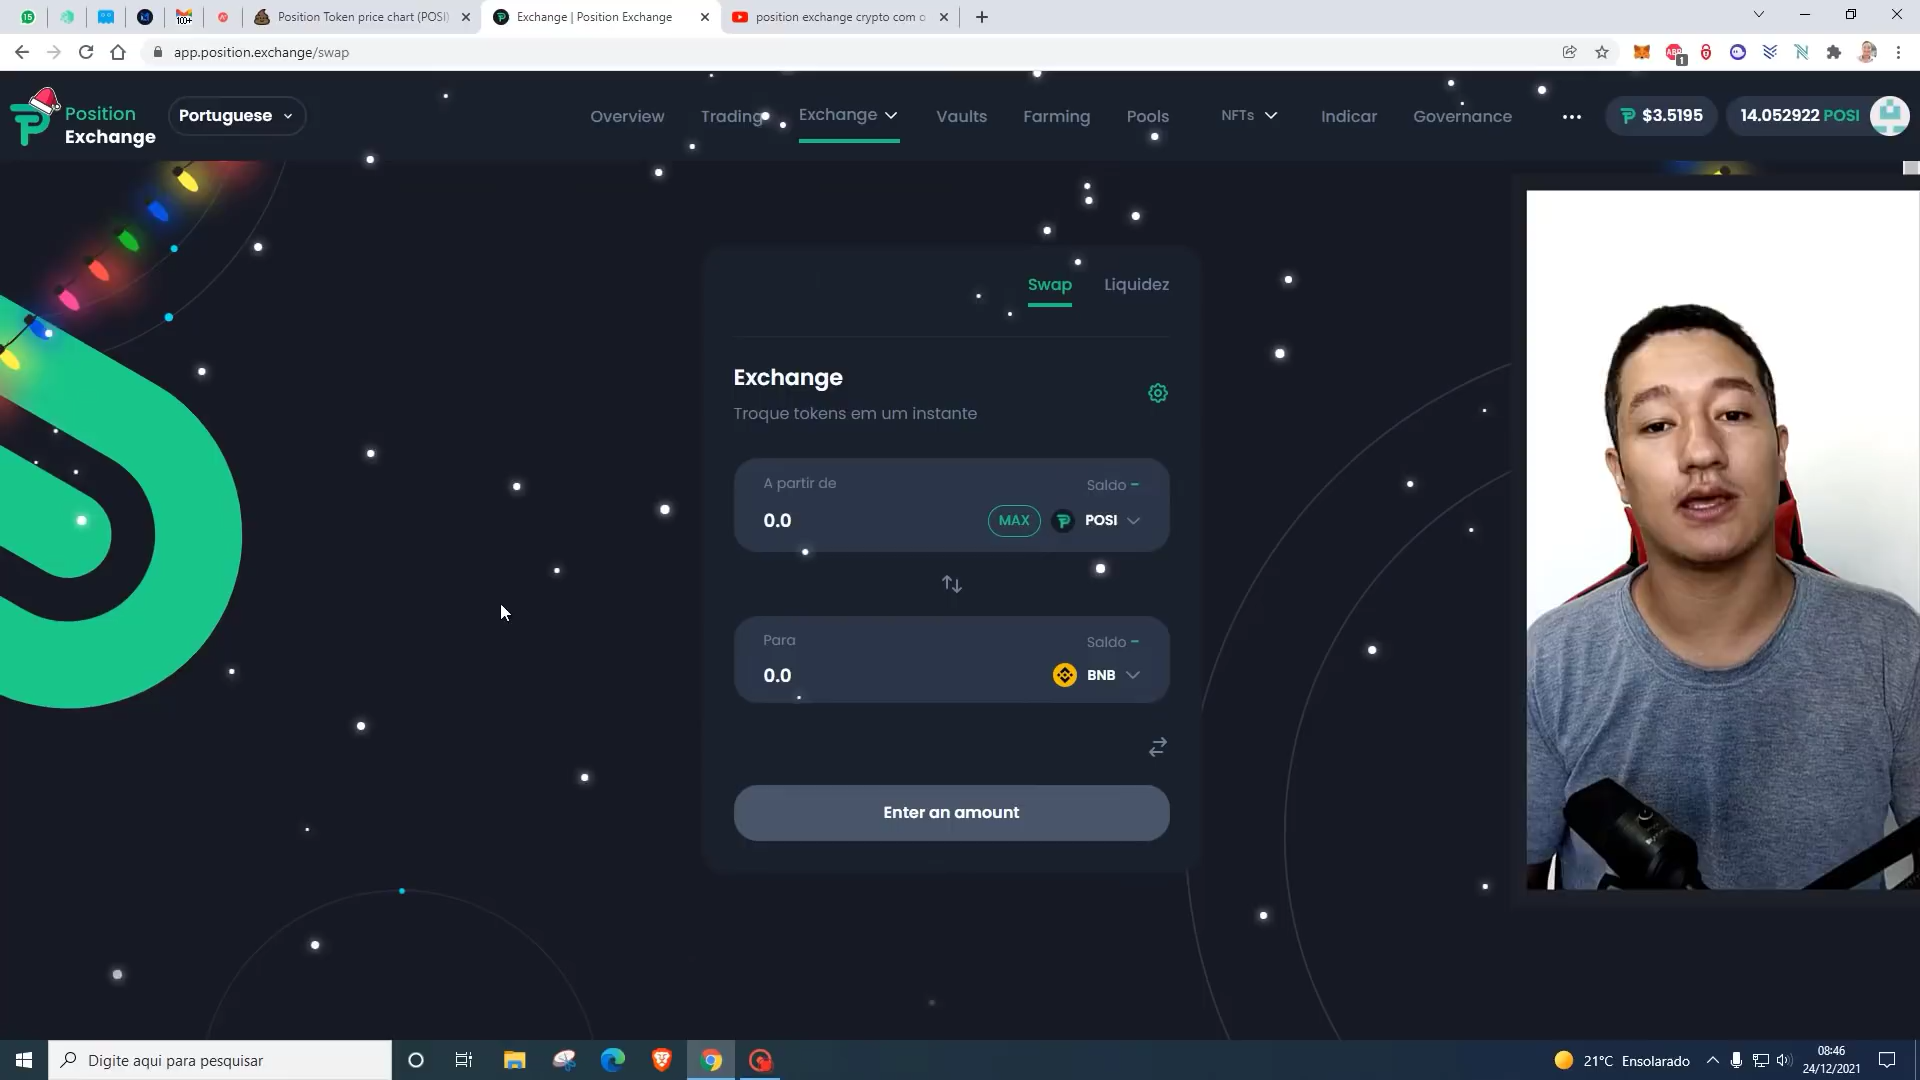 Position Token price chart (POSI)
Exchange | Position Exchange
position exchange crypto com o
app.position.exchange/swap
Position
Exchange
Portuguese
Overview
Trading
Exchange
Vaults
Farming
Pools
NFTs
Indicar
Governance
$3.5195
14.052922 POSI
Swap
Liquidez
Exchange
Troque tokens em um instante
A partir de
Saldo -
0.0
MAX
POSI
Para
Saldo -
0.0
BNB
Enter an amount
Digite aqui para pesquisar
21°C Ensolarado
08:46
24/12/2021